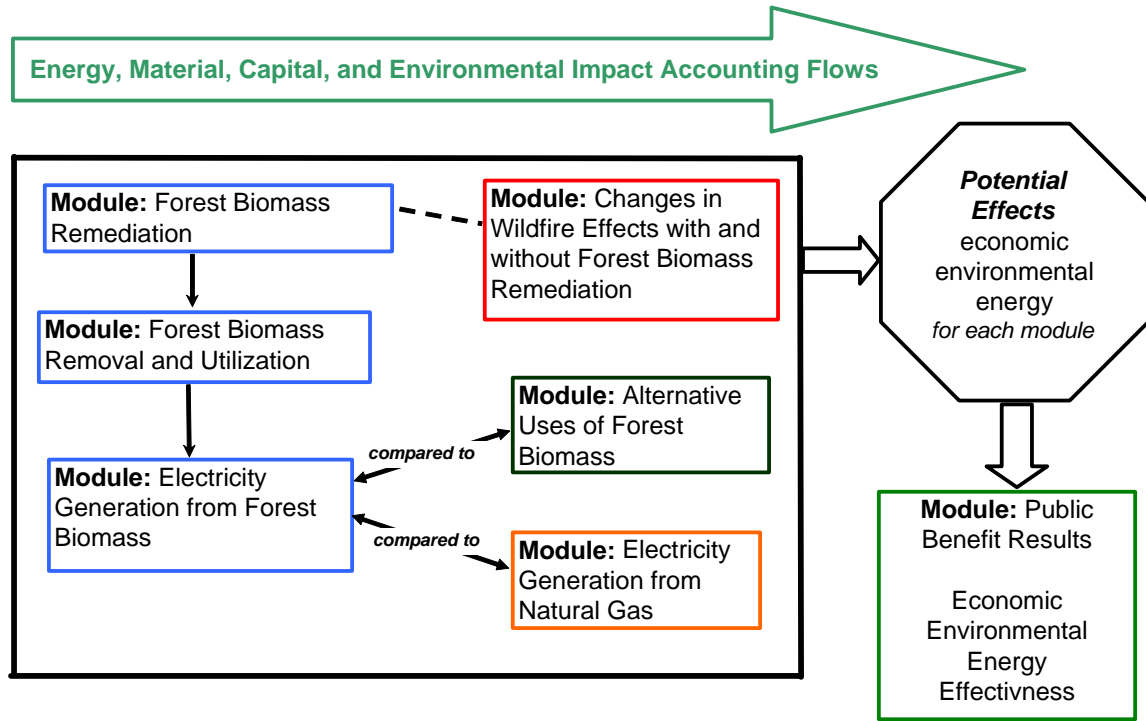 Energy, Material, Capital, and Environmental Impact Accounting Flows
Module: Forest Biomass
Remediation
Module: Changes in
Wildfire Effects with and
without Forest Biomass
Remediation
Module: Forest Biomass
Removal and Utilization
Module: Alternative
Uses of Forest
Biomass
compared to
Module: Electricity
Generation from Forest
Biomass
compared to
Module: Electricity
Generation from
Natural Gas
Potential
Effects
economic
environmental
energy
for each module
Module: Public
Benefit Results
Economic
Environmental
Energy
Effectivness